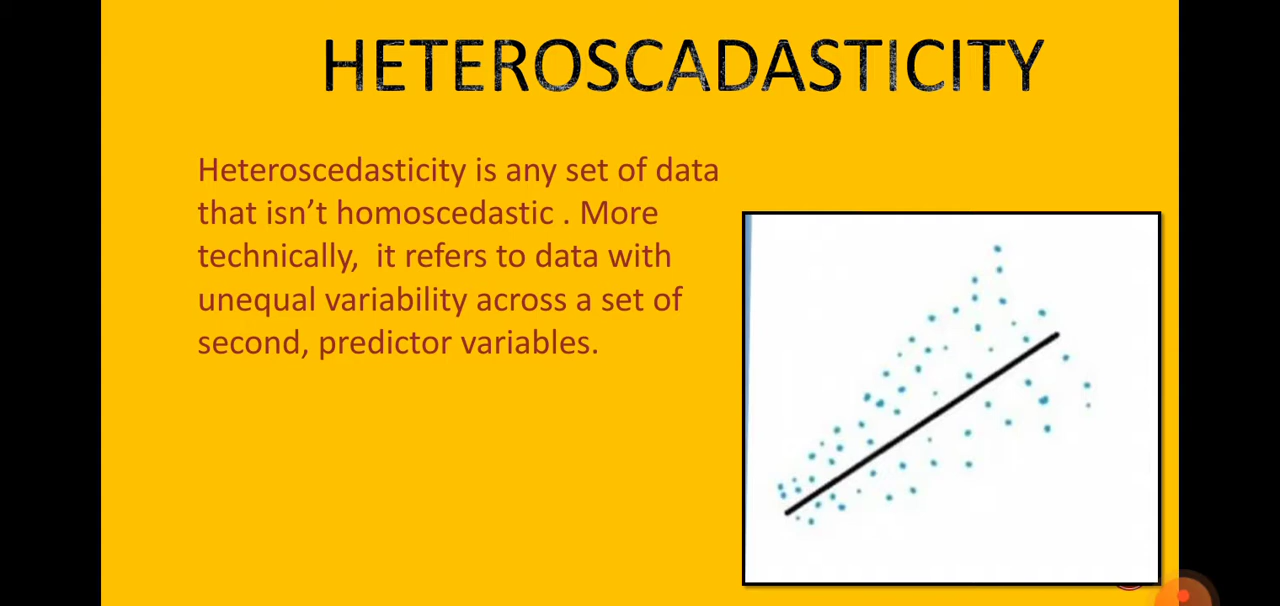 HETEROSCADASTICITY
Heteroscedasticity is any set of data
that isn’t homoscedastic . More
technically,  it refers to data with
unequal variability across a set of
second, predictor variables.